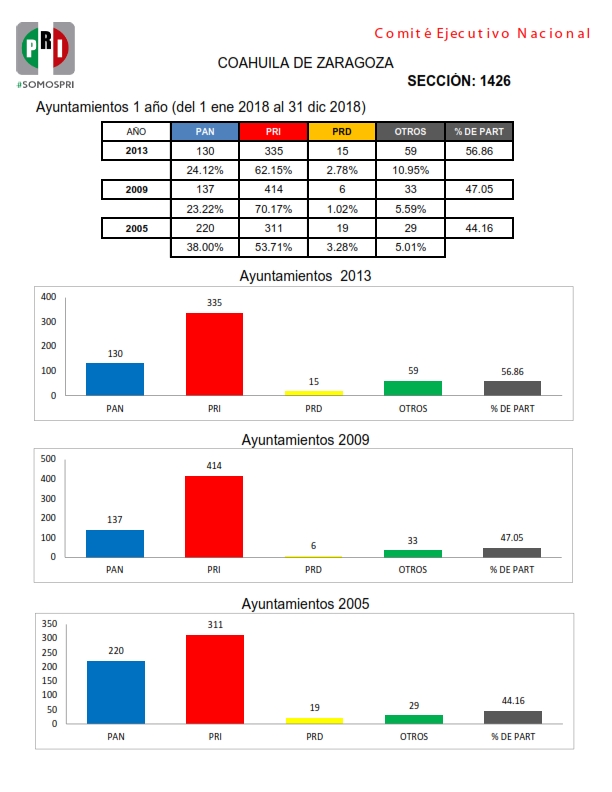 Comité Ejecutivo Nacional
PRI
#SOMOSPRI
COAHUILA DE ZARAGOZA
SECCIÓN: 1426
Ayuntamientos 1 año (del 1 ene 2018 al 31 dic 2018)
AÑO PAN PRI PRD OTROS % DE PART
2013 130 335 15 59 56.86
24.12% 62.15% 2.78% 10.95%
2009 137 414 6 33 47.05
23.22% 70.17% 1.02% 5.59%
2005 220 311 19 29 44.16
38.00% 53.71% 3.28% 5.01%
Ayuntamientos 2013
400
300
200
100
0
130 335 15 59 56.86
PAN PRI PRD OTROS % DE PART
Ayuntamientos 2009
500
400
300
200
100
0
137 414 6 33 47.05
PAN PRI PRD OTROS % DE PART
Ayuntamientos 2005
350
300
250
200
150
100
50
0
220 311 19 29 44.16
PAN PRI PRD OTROS % DE PART